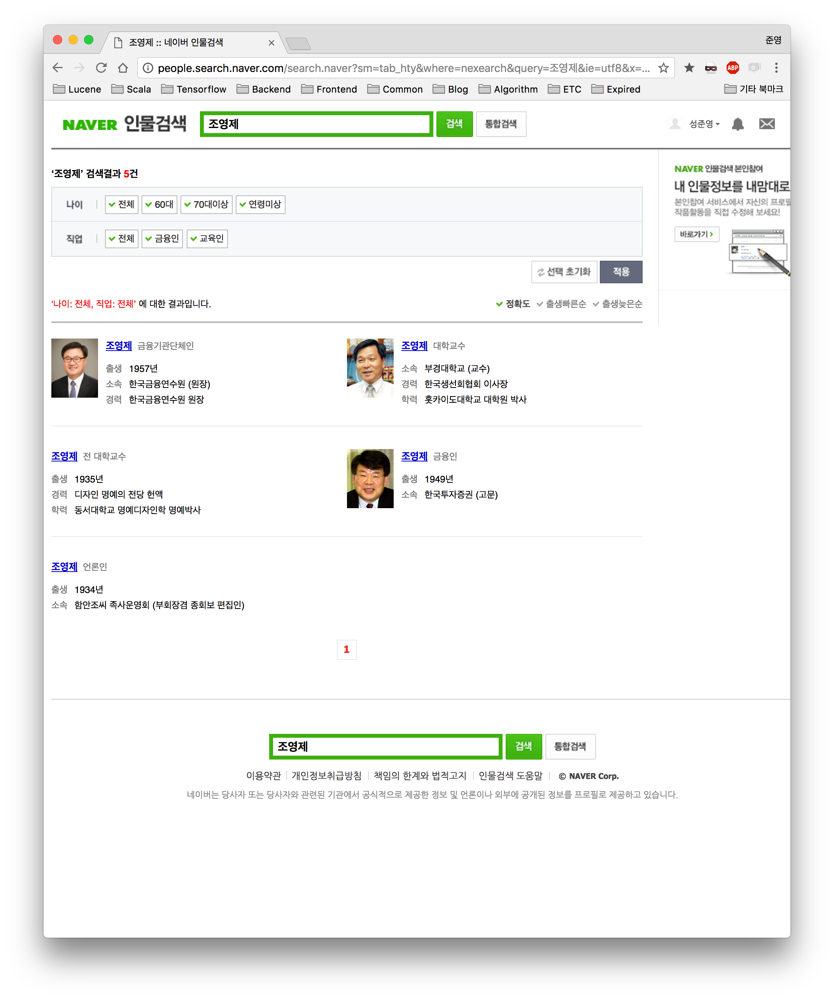 조영제 :: 네이버 인물검색
준영
people.search.naver.com/search.naver?sm=tab_hty&where=nexearch&query=조영제&ie=utf8&x=...
ABP
Lucene Scala Tensorflow Backend Frontend Common Blog Algorithm ETC Expired 기타 북마크
NAVER 인물검색 조영제 검색 통합검색 성준영
‘조영제’ 검색결과 5건
나이 전체 60대 70대이상 연령미상
직업 전체 금융인 교육인
선택 초기화 적용
‘나이: 전체, 직업: 전체’ 에 대한 결과입니다.
정확도 출생빠른순 출생늦은순
NAVER 인물검색 본인참여
내 인물정보를 내맘대로
본인참여 서비스에서 자신의 프로필
작품활동을 직접 수정해 보세요!
바로가기
조영제 금융기관단체인
출생 1957년
소속 한국금융연수원 (원장)
경력 한국금융연수원 원장
조영제 대학교수
소속 부경대학교 (교수)
경력 한국생선회협회 이사장
학력 홋카이도대학교 대학원 박사
조영제 전 대학교수
출생 1935년
경력 디자인 명예의 전당 헌액
학력 동서대학교 명예디자인학 명예박사
조영제 금융인
출생 1949년
소속 한국투자증권 (고문)
조영제 언론인
출생 1934년
소속 함안조씨 족사운영회 (부회장겸 종회보 편집인)
1
조영제 검색 통합검색
이용약관 개인정보취급방침 책임의 한계와 법적고지 인물검색 도움말 © NAVER Corp.
네이버는 당사자 또는 당사자와 관련된 기관에서 공식적으로 제공한 정보 및 언론이나 외부에 공개된 정보를 프로필로 제공하고 있습니다.